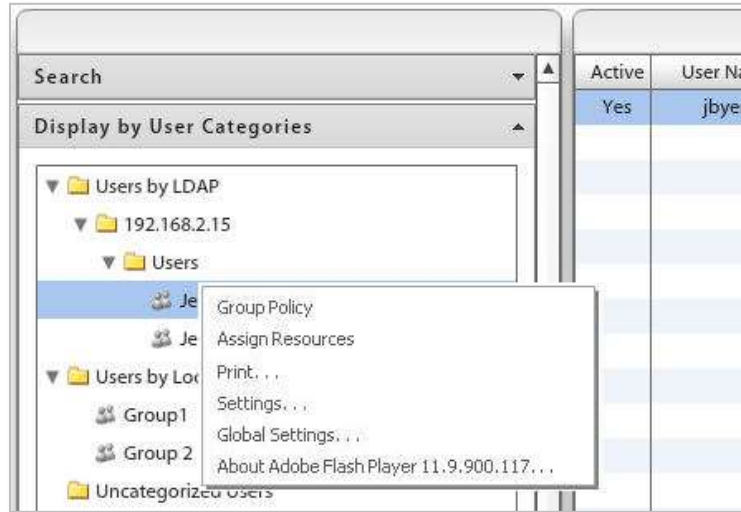 Search
Display by User Categories
Users by LDAP
192.168.2.15
Users
Je
Je
Users by Loc
Group1
Group 2
Uncategorized Users
Group Policy
Assign Resources
Print. . .
Settings. . .
Global Settings. . .
About Adobe Flash Player 11.9.900.117. . .
Active User Na
Yes jbye